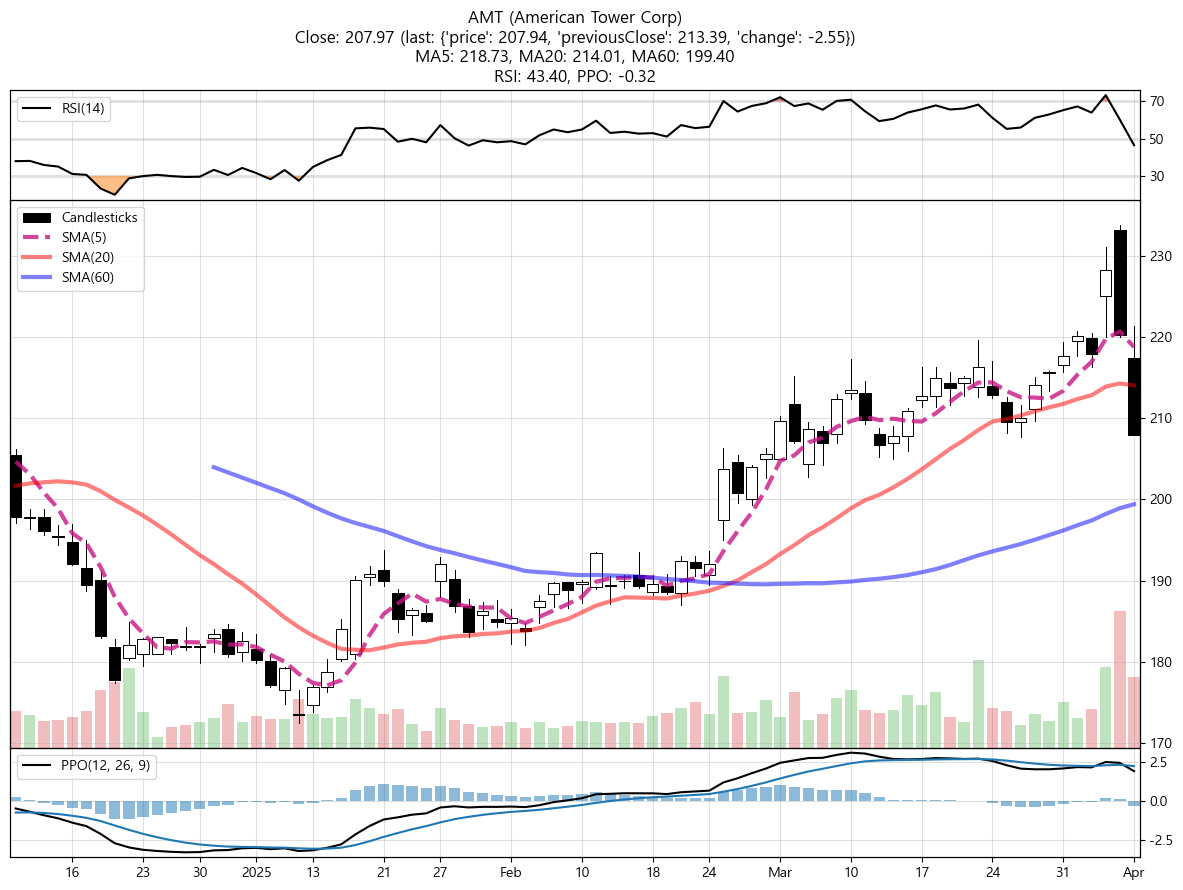 AMT (American Tower Corp)
Close: 207.97 (last: {'price': 207.94, 'previousClose': 213.39, 'change': -2.55})
MA5: 218.73, MA20: 214.01, MA60: 199.40
RSI: 43.40, PPO: -0.32
RSI(14)
70
50
30
Candlesticks
SMA(5)
SMA(20)
SMA(60)
230
220
210
200
190
180
170
PPO(12, 26, 9)
2.5
0.0
-2.5
16 23 30 2025 13 21 27 Feb 10 18 24 Mar 10 17 24 31 Apr